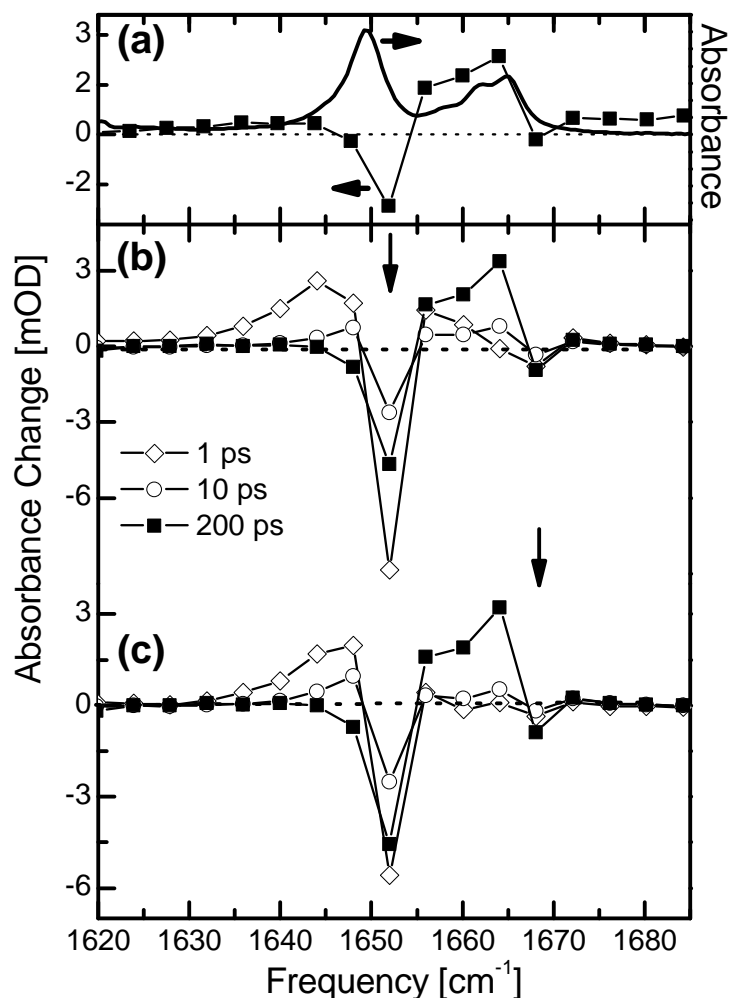 (a)
3
2
0
-2
Absorbance
(b)
3
0
-3
-6
1 ps
10 ps
200 ps
Absorbance Change [mOD]
(c)
3
0
-3
-6
1620 1630 1640 1650 1660 1670 1680
Frequency [cm⁻¹]